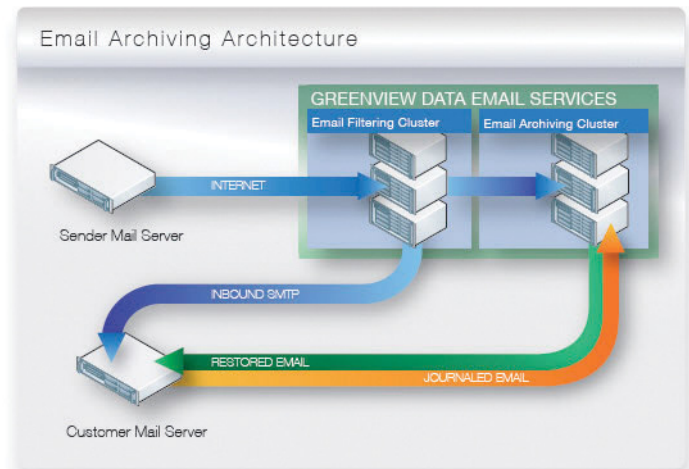 Email Archiving Architecture
GREENVIEW DATA EMAIL SERVICES
Email Filtering Cluster
Email Archiving Cluster
INTERNET
Sender Mail Server
INBOUND SMTP
RESTORED EMAIL
JOURNALED EMAIL
Customer Mail Server